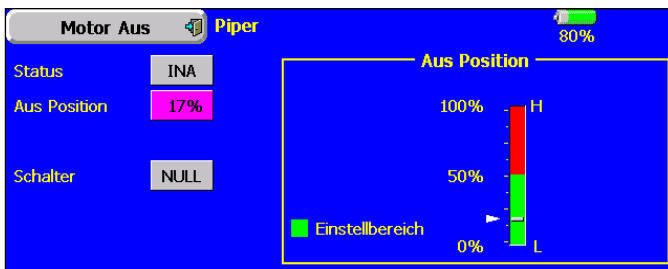 Motor Aus Piper
80%
Status INA
Aus Position 17%
Schalter NULL
Aus Position
100% H
50%
Einstellbereich
0% L